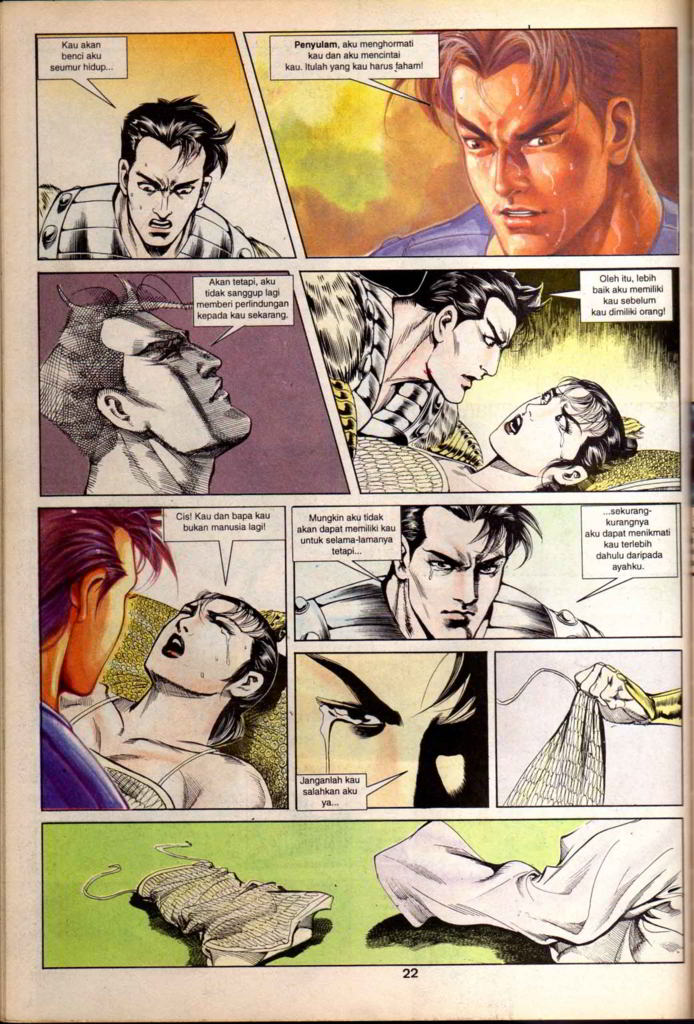 Kau akan
benci aku
seumur hidup...
Penyulam, aku menghormati
kau dan aku mencintai
kau. Itulah yang kau harus faham!
Akan tetapi, aku
tidak sanggup lagi
memberi perlindungan
kepada kau sekarang.
Oleh itu, lebih
baik aku memiliki
kau sebelum
kau dimiliki orang!
Cis! Kau dan bapa kau
bukan manusia lagi!
Mungkin aku tidak
akan dapat memiliki kau
untuk selama-lamanya
tetapi...
...sekurang-
kurangnya
aku dapat menikmati
kau terlebih
dahulu daripada
ayahku.
Janganlah kau
salahkan aku
ya...
22